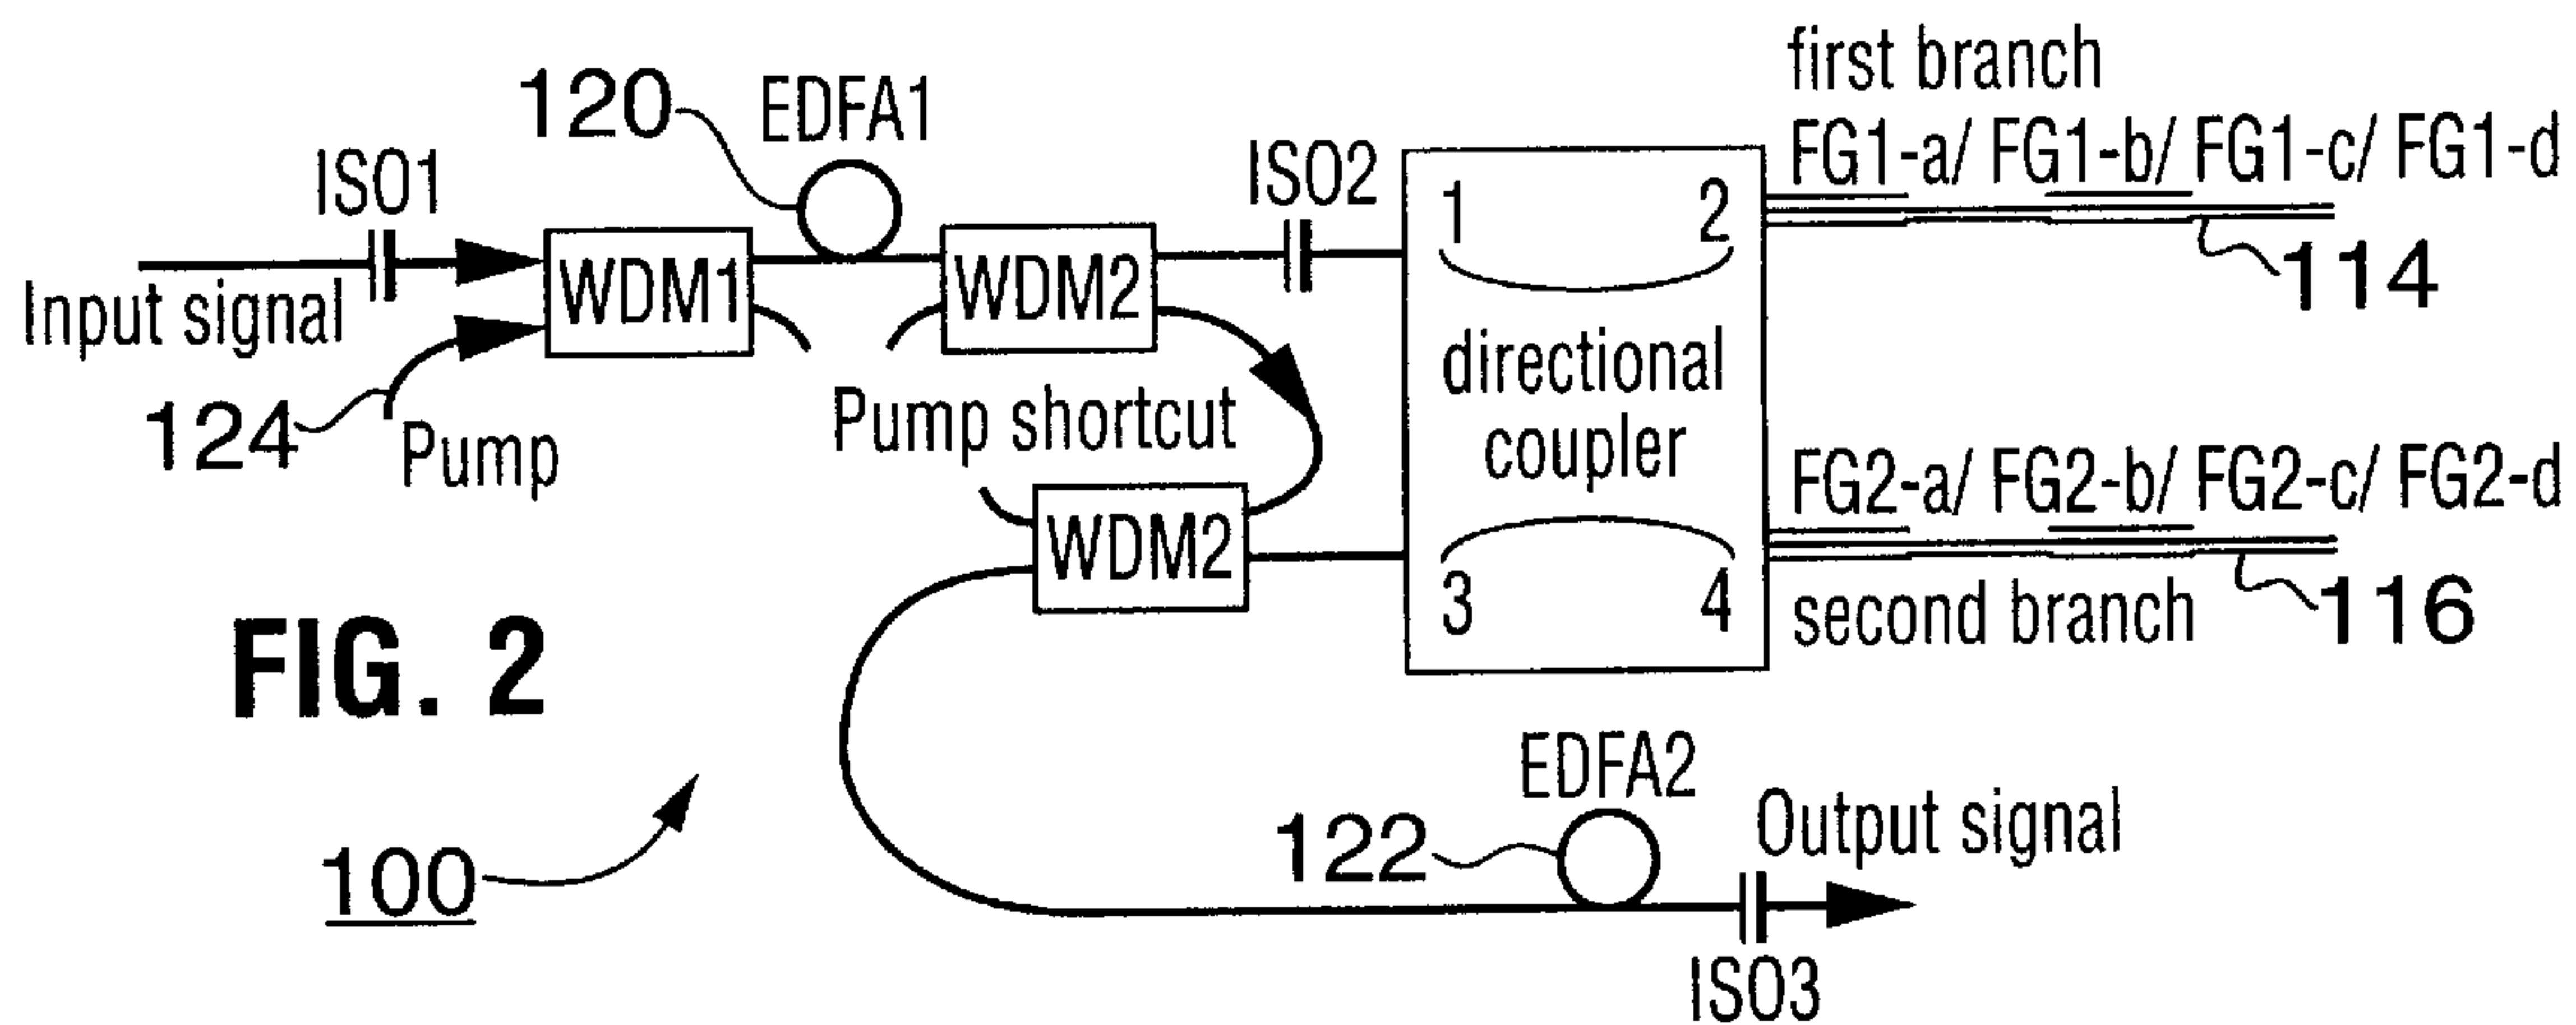 first branch
FG1-a/ FG1-b/ FG1-c/ FG1-d
114
120
EDFA1
ISO1
ISO2
Input signal
WDM1
WDM2
1
2
directional
coupler
3
4
124
Pump
Pump shortcut
WDM2
FG2-a/ FG2-b/ FG2-c/ FG2-d
second branch
116
FIG. 2
100
EDFA2
122
Output signal
ISO3